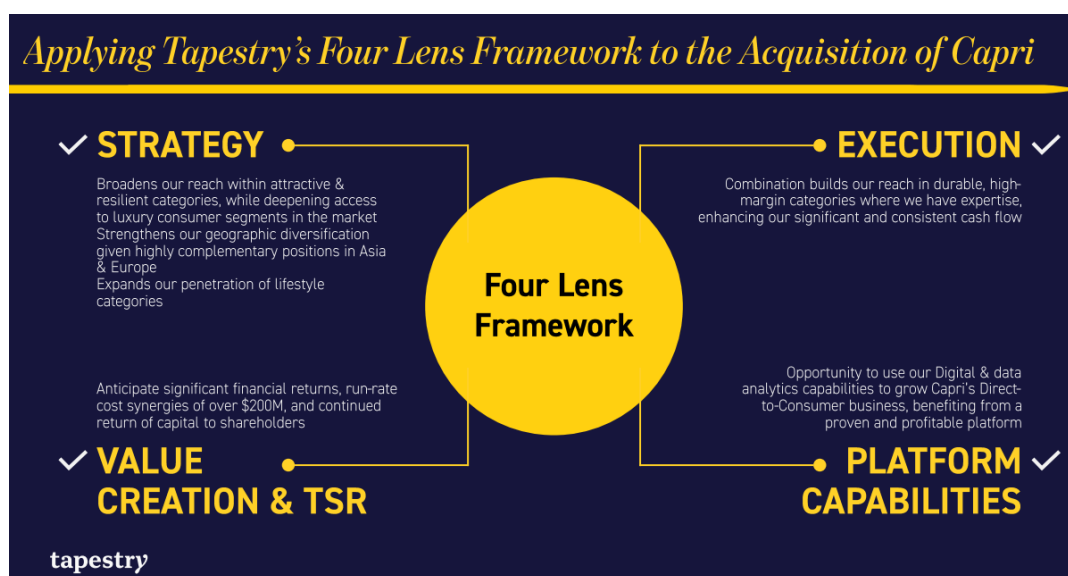 Applying Tapestry's Four Lens Framework to the Acquisition of Capri
STRATEGY
Broadens our reach within attractive &
resilient categories, while deepening access
to luxury consumer segments in the market
Strengthens our geographic diversification
given highly complementary positions in Asia
& Europe
Expands our penetration of lifestyle
categories
EXECUTION
Combination builds our reach in durable, high-
margin categories where we have expertise,
enhancing our significant and consistent cash flow
Four Lens
Framework
Anticipate significant financial returns, run-rate
cost synergies of over $200M, and continued
return of capital to shareholders
VALUE
CREATION & TSR
Opportunity to use our Digital & data
analytics capabilities to grow Capri's Direct-
to-Consumer business, benefiting from a
proven and profitable platform
PLATFORM
CAPABILITIES
tapestry